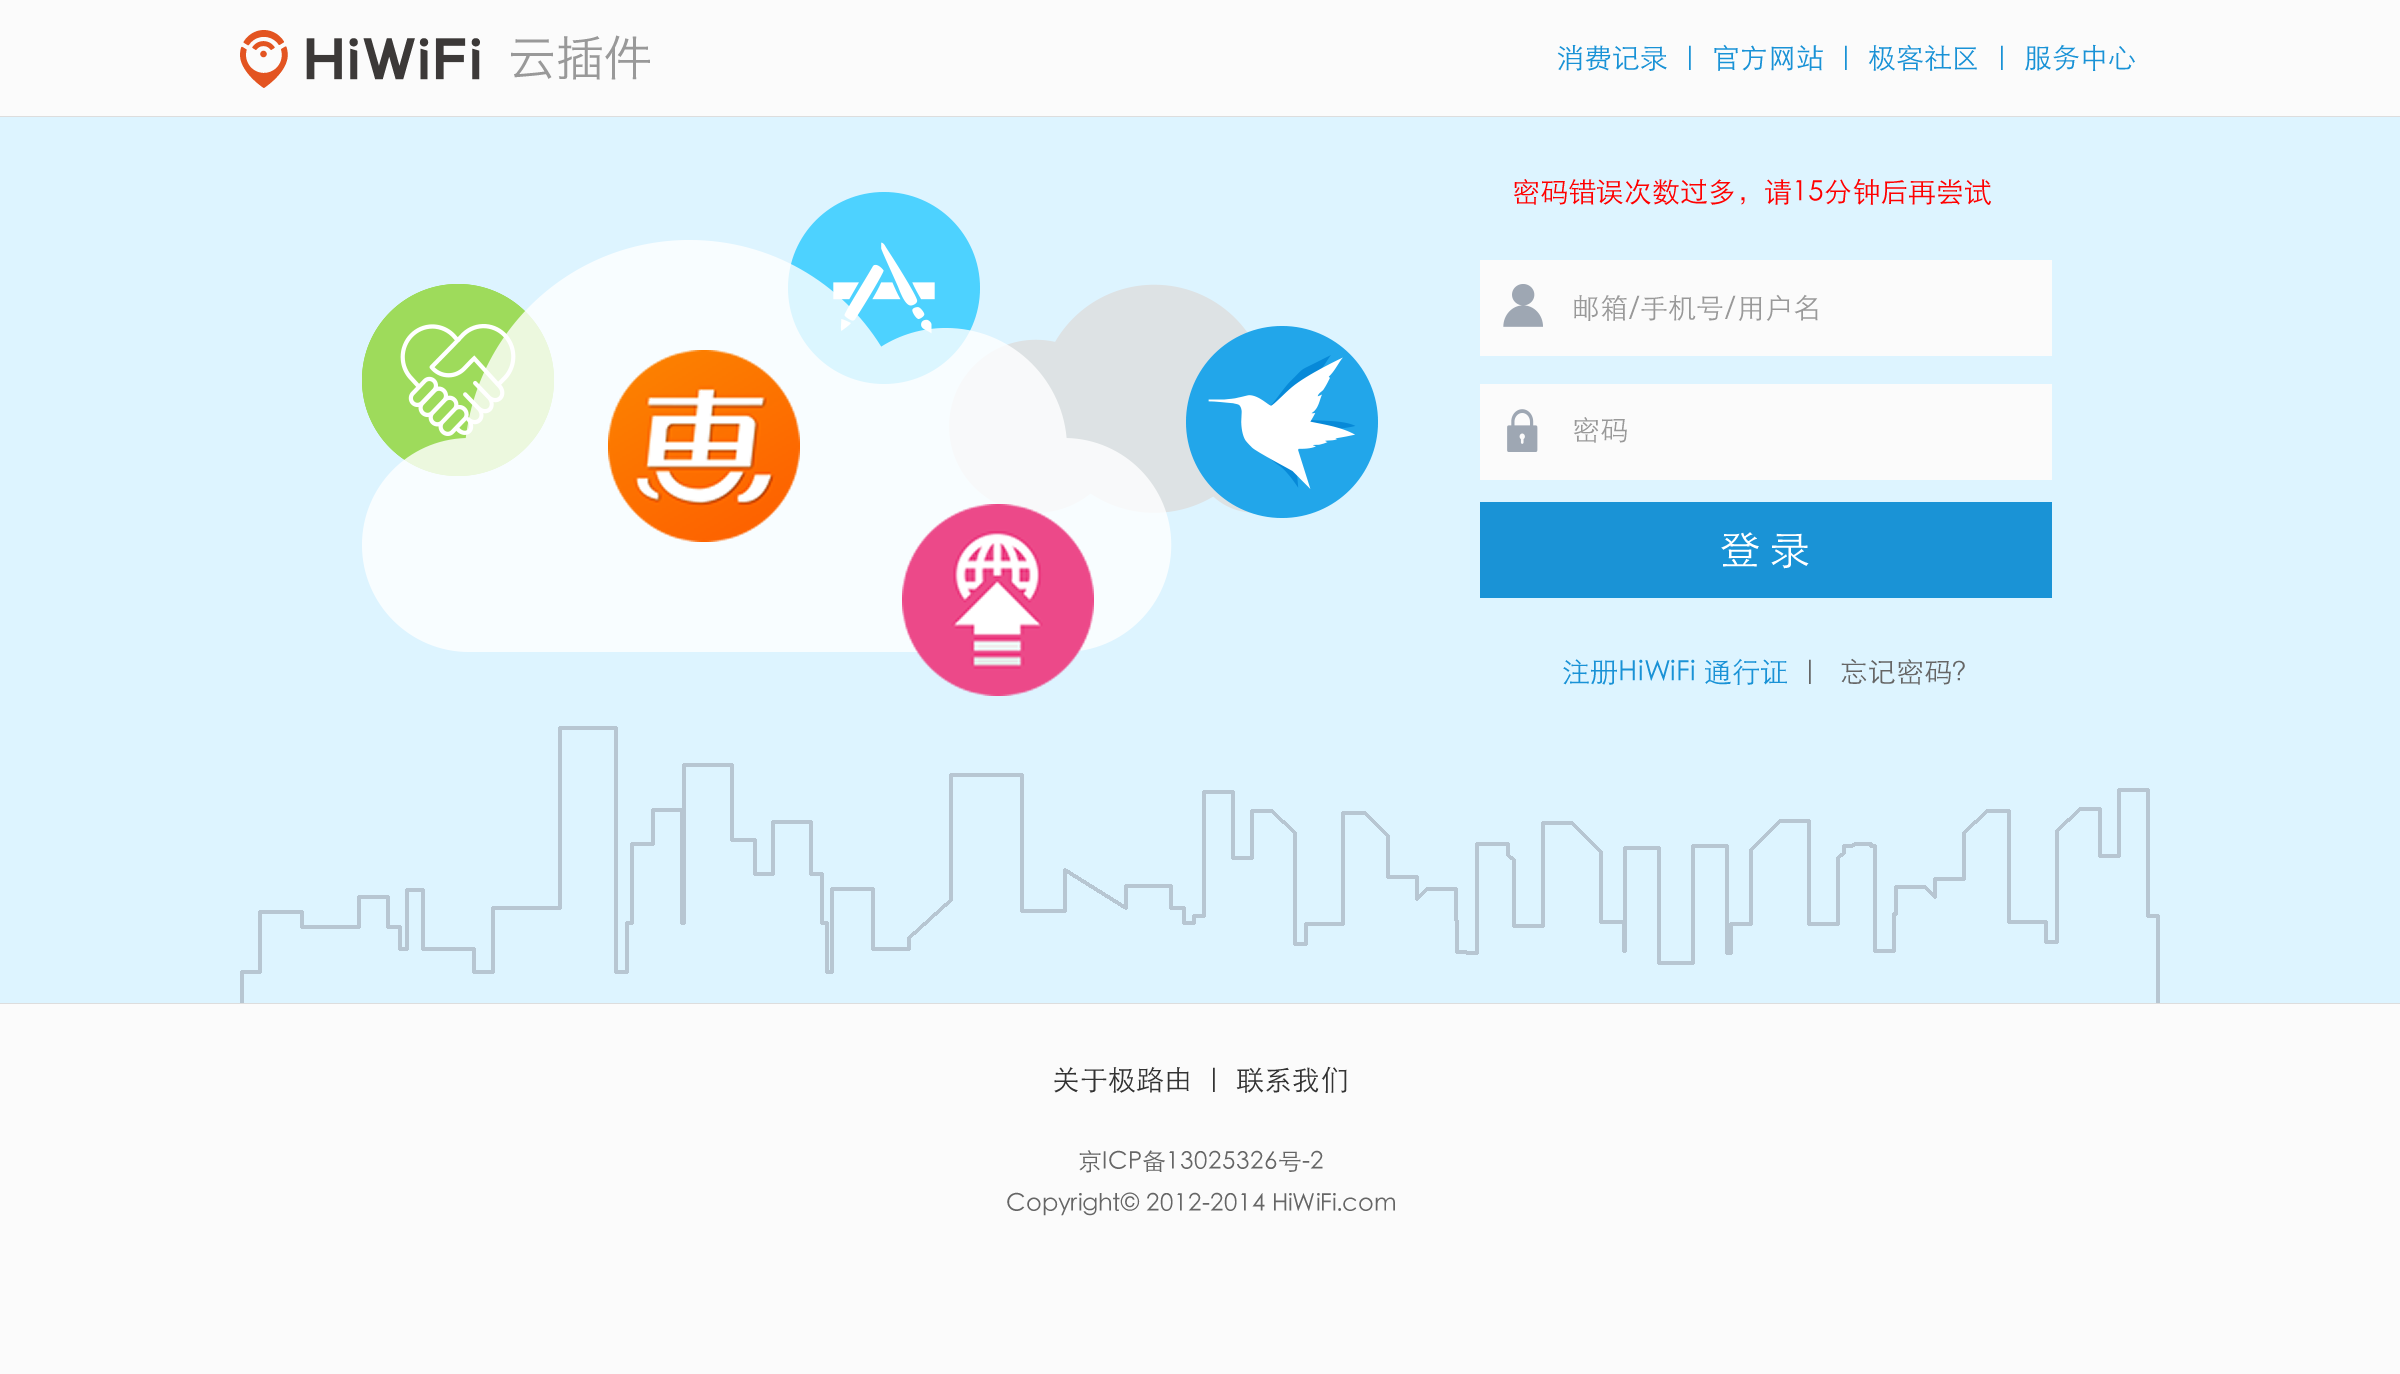 HiWiFi 云插件
消费记录 | 官方网站 | 极客社区 | 服务中心
密码错误次数过多，请15分钟后再尝试
邮箱/手机号/用户名
惠
密码
登 录
注册HiWiFi 通行证 | 忘记密码?
关于极路由 | 联系我们
京ICP备13025326号-2
Copyright© 2012-2014 HiWiFi.com